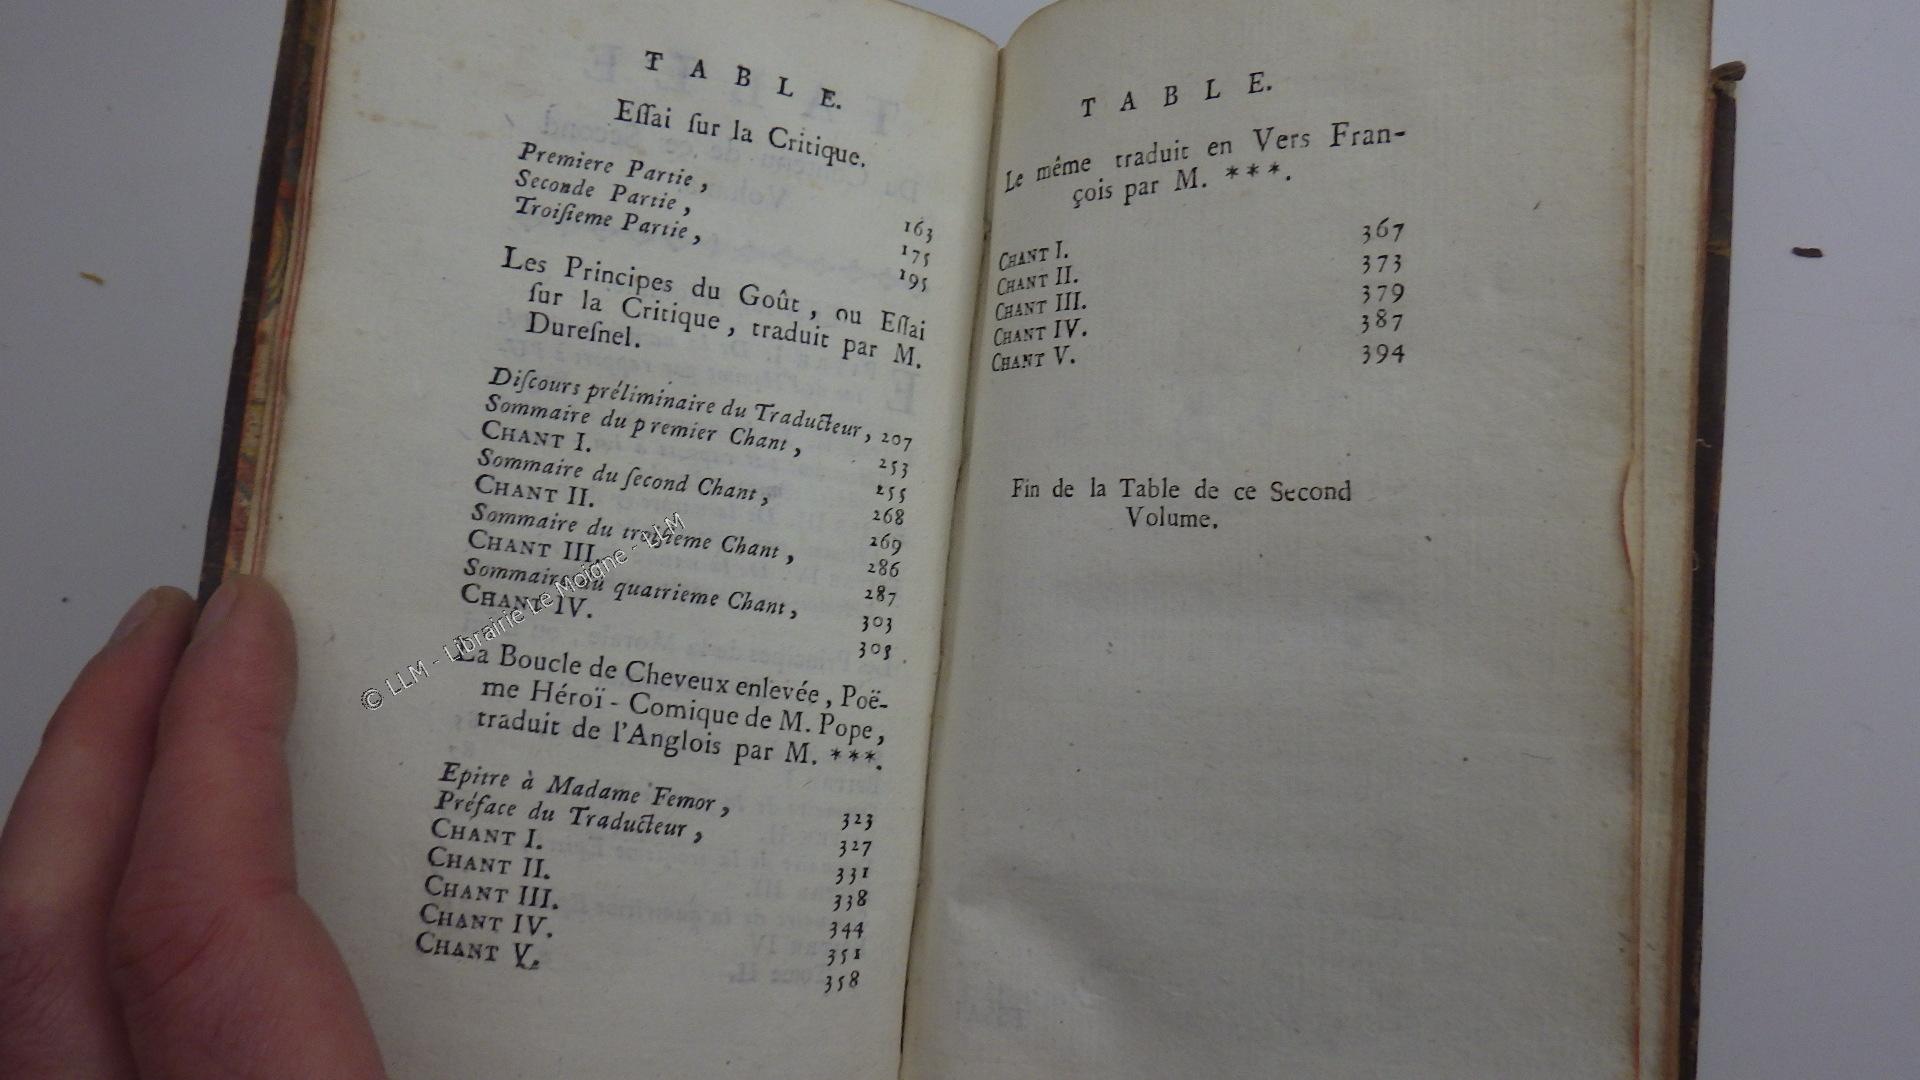 TABLE.
Eſſai ſur la Critique.
Premiere Partie, 163
Seconde Partie, 175
Troiſieme Partie, 195
Les Principes du Goût, ou Eſſai
ſur la Critique, traduit par M.
Dureſnel.
Diſcours préliminaire du Traducteur, 207
Sommaire du premier Chant, 253
CHANT I. 255
Sommaire du ſecond Chant, 268
CHANT II. 269
Sommaire du troiſieme Chant, 286
CHANT III. 287
Sommaire du quatrieme Chant, 303
CHANT IV. 305
La Boucle de Cheveux enlevée, Poë-
me Héroï-Comique de M. Pope,
traduit de l'Anglois par M. ***.
Epitre à Madame Femor, 323
Préface du Traducteur, 327
CHANT I. 331
CHANT II. 338
CHANT III. 344
CHANT IV. 351
CHANT V. 358
© LLM - Librairie Le Moigne - LLM
TABLE.
Le même traduit en Vers Fran-
çois par M. ***.
CHANT I. 367
CHANT II. 373
CHANT III. 379
CHANT IV. 387
CHANT V. 394
Fin de la Table de ce Second
Volume.